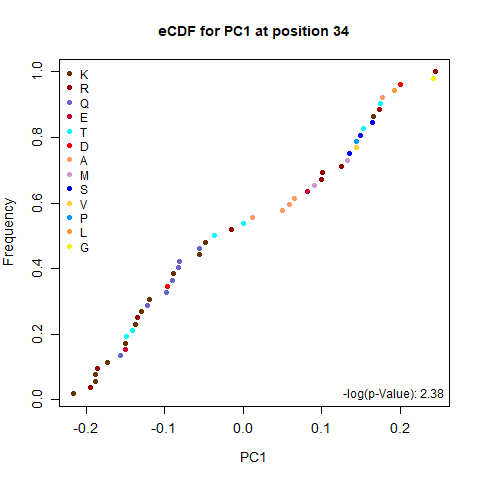 eCDF for PC1 at position 34
Frequency
1.0
0.8
0.6
0.4
0.2
0.0
K
R
Q
E
T
D
A
M
S
V
P
L
G
-log(p-Value): 2.38
-0.2 -0.1 0.0 0.1 0.2
PC1